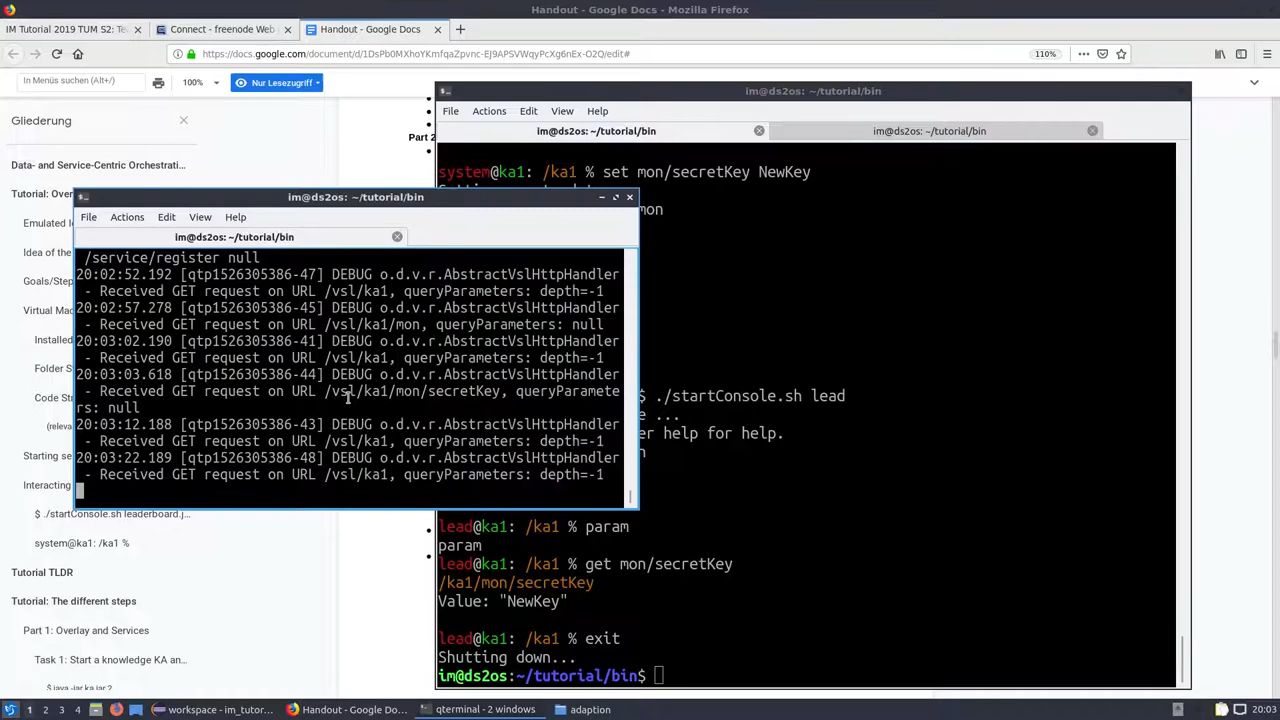 Handout - Google Docs - Mozilla Firefox
IM Tutorial 2019 TUM S2: Te
Connect - freenode Web
Handout - Google Docs
https://docs.google.com/document/d/1DsPb0MXhoYKmfqaZpvnc-EJ9APSVWqyPcXg6nEx-O2Q/edit#
110%
In Menüs suchen (Alt+/)
100%
Nur Lesezugriff
Gliederung
Data- and Service-Centric Orchestrati...
Part 2
Tutorial: Over
Emulated I
Idea of the
Goals/Step
Virtual Ma
Installed
Folder S
Code Str
(releva
Starting se
Interacting
$ ./startConsole.sh leaderboard.j...
system@ka1: /ka1 %
Tutorial TLDR
Tutorial: The different steps
Part 1: Overlay and Services
Task 1: Start a knowledge KA an...
$ java -jar ka.jar ?
im@ds2os: ~/tutorial/bin
File Actions Edit View Help
im@ds2os: ~/tutorial/bin
im@ds2os: ~/tutorial/bin
system@ka1: /ka1 % set mon/secretKey NewKey
mon
$ ./startConsole.sh lead
e ...
er help for help.
n
lead@ka1: /ka1 % param
param
lead@ka1: /ka1 % get mon/secretKey
/ka1/mon/secretKey
Value: "NewKey"
lead@ka1: /ka1 % exit
Shutting down...
im@ds2os:~/tutorial/bin$
im@ds2os: ~/tutorial/bin
File Actions Edit View Help
im@ds2os: ~/tutorial/bin
/service/register null
20:02:52.192 [qtp1526305386-47] DEBUG o.d.v.r.AbstractVslHttpHandler
- Received GET request on URL /vsl/ka1, queryParameters: depth=-1
20:02:57.278 [qtp1526305386-45] DEBUG o.d.v.r.AbstractVslHttpHandler
- Received GET request on URL /vsl/ka1/mon, queryParameters: null
20:03:02.190 [qtp1526305386-41] DEBUG o.d.v.r.AbstractVslHttpHandler
- Received GET request on URL /vsl/ka1, queryParameters: depth=-1
20:03:03.618 [qtp1526305386-44] DEBUG o.d.v.r.AbstractVslHttpHandler
- Received GET request on URL /vsl/ka1/mon/secretKey, queryParamete
rs: null
20:03:12.188 [qtp1526305386-43] DEBUG o.d.v.r.AbstractVslHttpHandler
- Received GET request on URL /vsl/ka1, queryParameters: depth=-1
20:03:22.189 [qtp1526305386-48] DEBUG o.d.v.r.AbstractVslHttpHandler
- Received GET request on URL /vsl/ka1, queryParameters: depth=-1
1 2 3 4
workspace - im_tutor...
Handout - Google Do...
qterminal - 2 windows
adaption
20:03